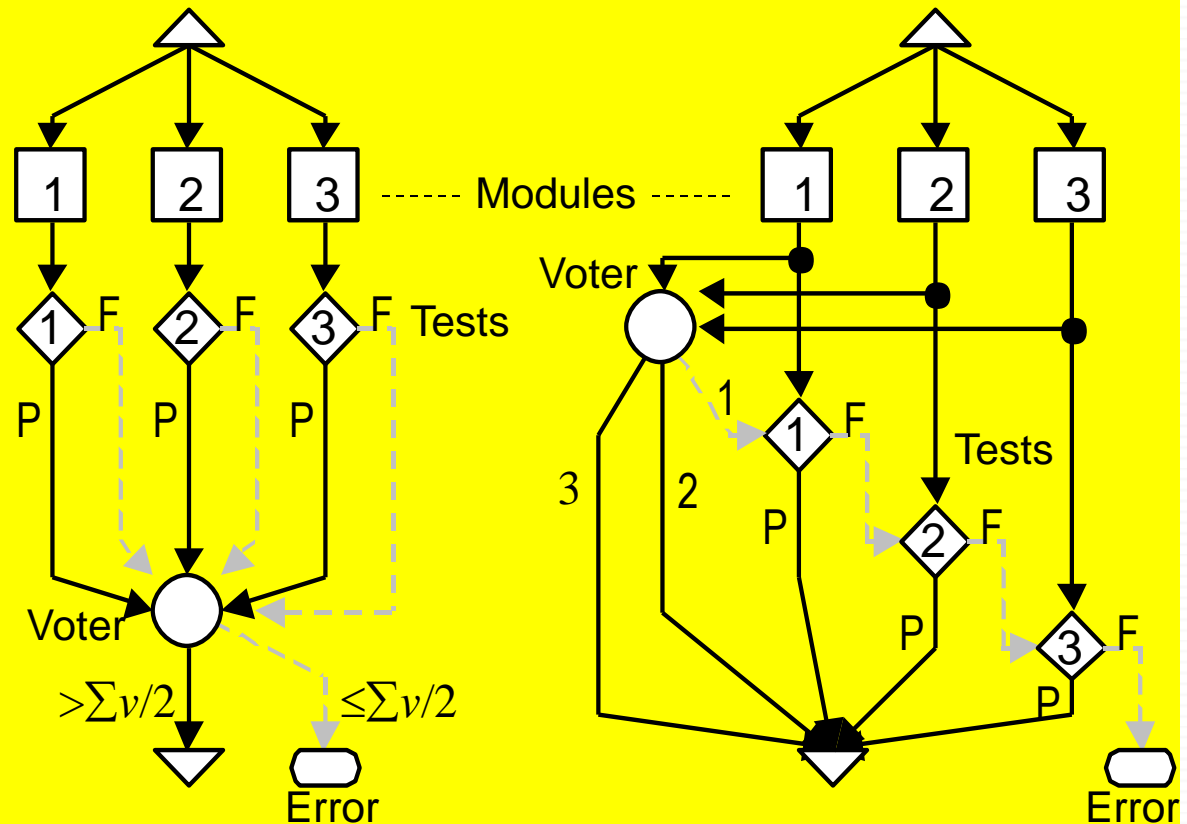 1 2 3 Modules 1 2 3
Voter
1 F 2 F 3 F Tests
P P P
1
1 F
Tests
3 2
P
2 F
Voter
P
3 F
>∑v/2 ≤∑v/2
P
Error Error